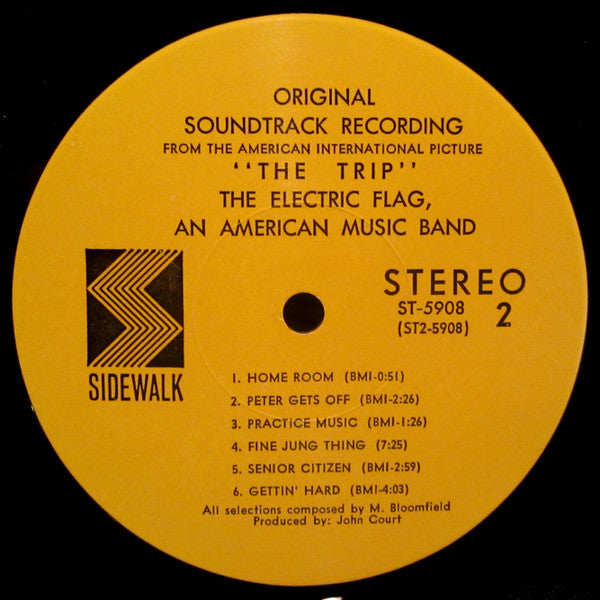 ORIGINAL
SOUNDTRACK RECORDING
FROM THE AMERICAN INTERNATIONAL PICTURE
"THE TRIP"
THE ELECTRIC FLAG,
AN AMERICAN MUSIC BAND
STEREO
ST-5908
(ST2-5908)
2
SIDEWALK
1. HOME ROOM (BMI-0:51)
2. PETER GETS OFF (BMI-2:26)
3. PRACTICE MUSIC (BMI-1:26)
4. FINE JUNG THING (7:25)
5. SENIOR CITIZEN (BMI-2:59)
6. GETTIN' HARD (BMI-4:03)
All selections composed by M. Bloomfield
Produced by: John Court